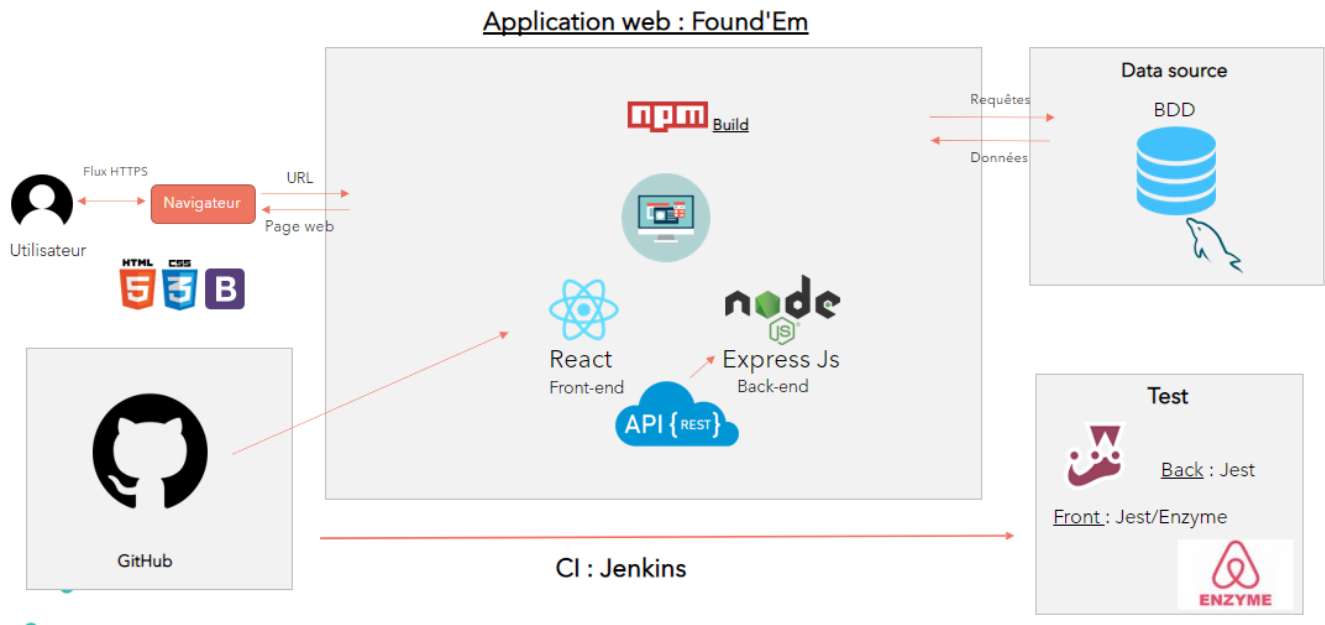 Application web : Found'Em
npm Build
Data source
BDD
Requêtes
Données
Flux HTTPS
Navigateur
URL
Page web
Utilisateur
HTML CSS
5 3 B
node
JS
React
Front-end
Express Js
Back-end
API { REST }
GitHub
Test
Back : Jest
Front : Jest/Enzyme
ENZYME
CI : Jenkins